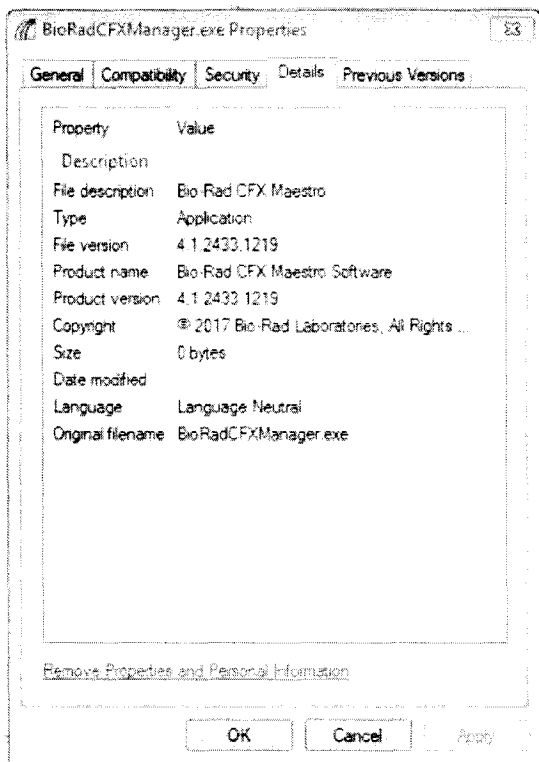 BioRadCFXManager.exe Properties
General Compatibility Security Details Previous Versions
Property Value
Description
File description Bio-Rad CFX Maestro
Type Application
File version 4.1.2433.1219
Product name Bio-Rad CFX Maestro Software
Product version 4.1.2433.1219
Copyright © 2017 Bio-Rad Laboratories, All Rights ...
Size 0 bytes
Date modified
Language Language Neutral
Original filename BioRadCFXManager.exe
Remove Properties and Personal Information
OK Cancel Apply